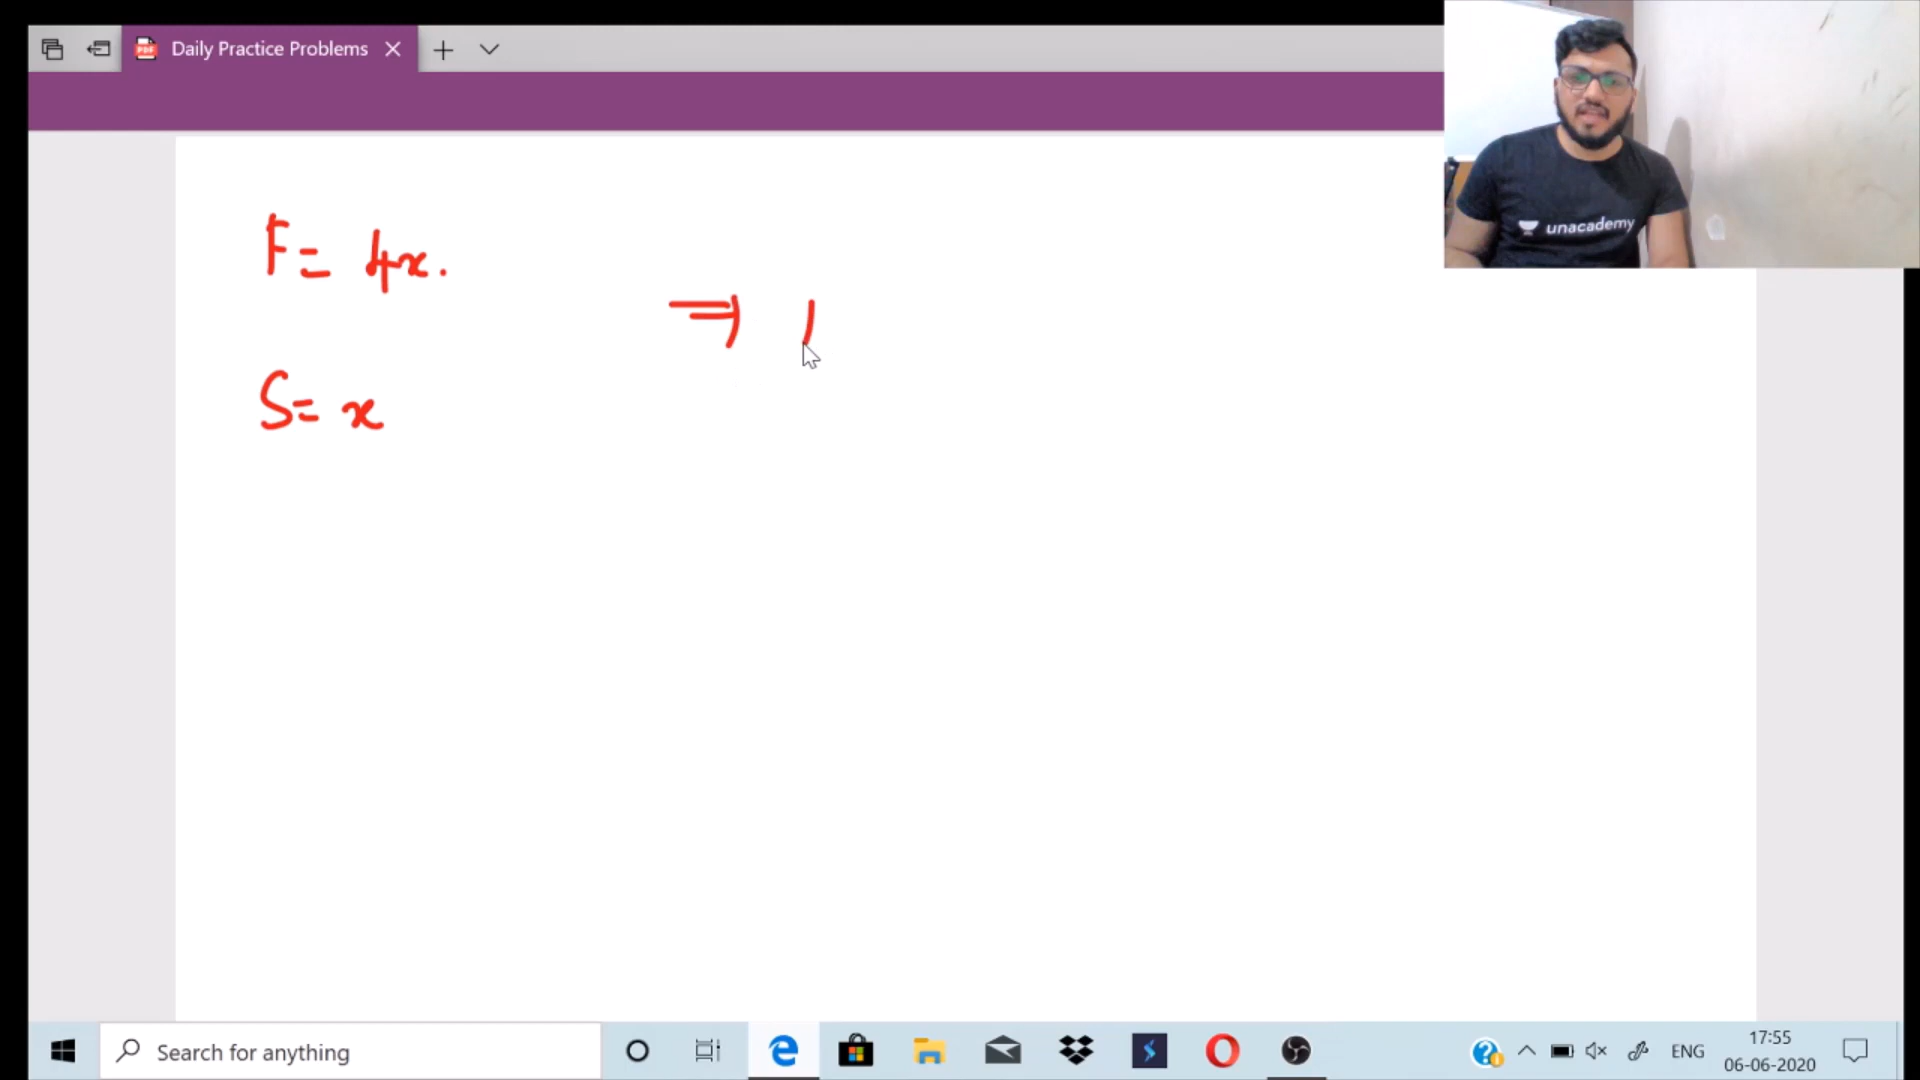 Daily Practice Problems
unacademy
F = 4x.
⇒ 1
S = x
Search for anything
ENG
17:55
06-06-2020